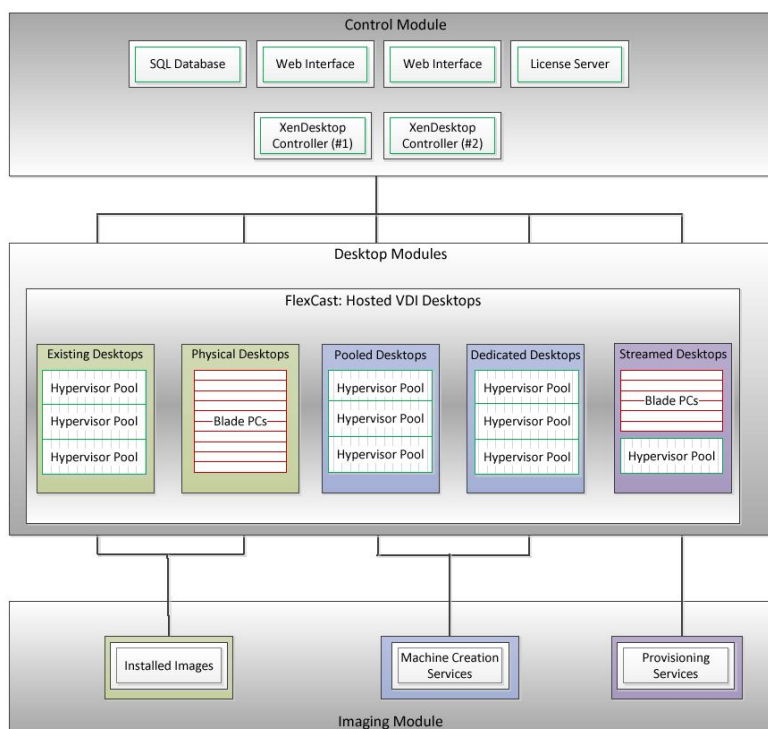 Control Module
SQL Database
Web Interface
Web Interface
License Server
XenDesktop
Controller (#1)
XenDesktop
Controller (#2)
Desktop Modules
FlexCast: Hosted VDI Desktops
Existing Desktops
Hypervisor Pool
Hypervisor Pool
Hypervisor Pool
Physical Desktops
Blade PCs
Pooled Desktops
Hypervisor Pool
Hypervisor Pool
Hypervisor Pool
Dedicated Desktops
Hypervisor Pool
Hypervisor Pool
Hypervisor Pool
Streamed Desktops
Blade PCs
Hypervisor Pool
Installed Images
Machine Creation
Services
Provisioning
Services
Imaging Module